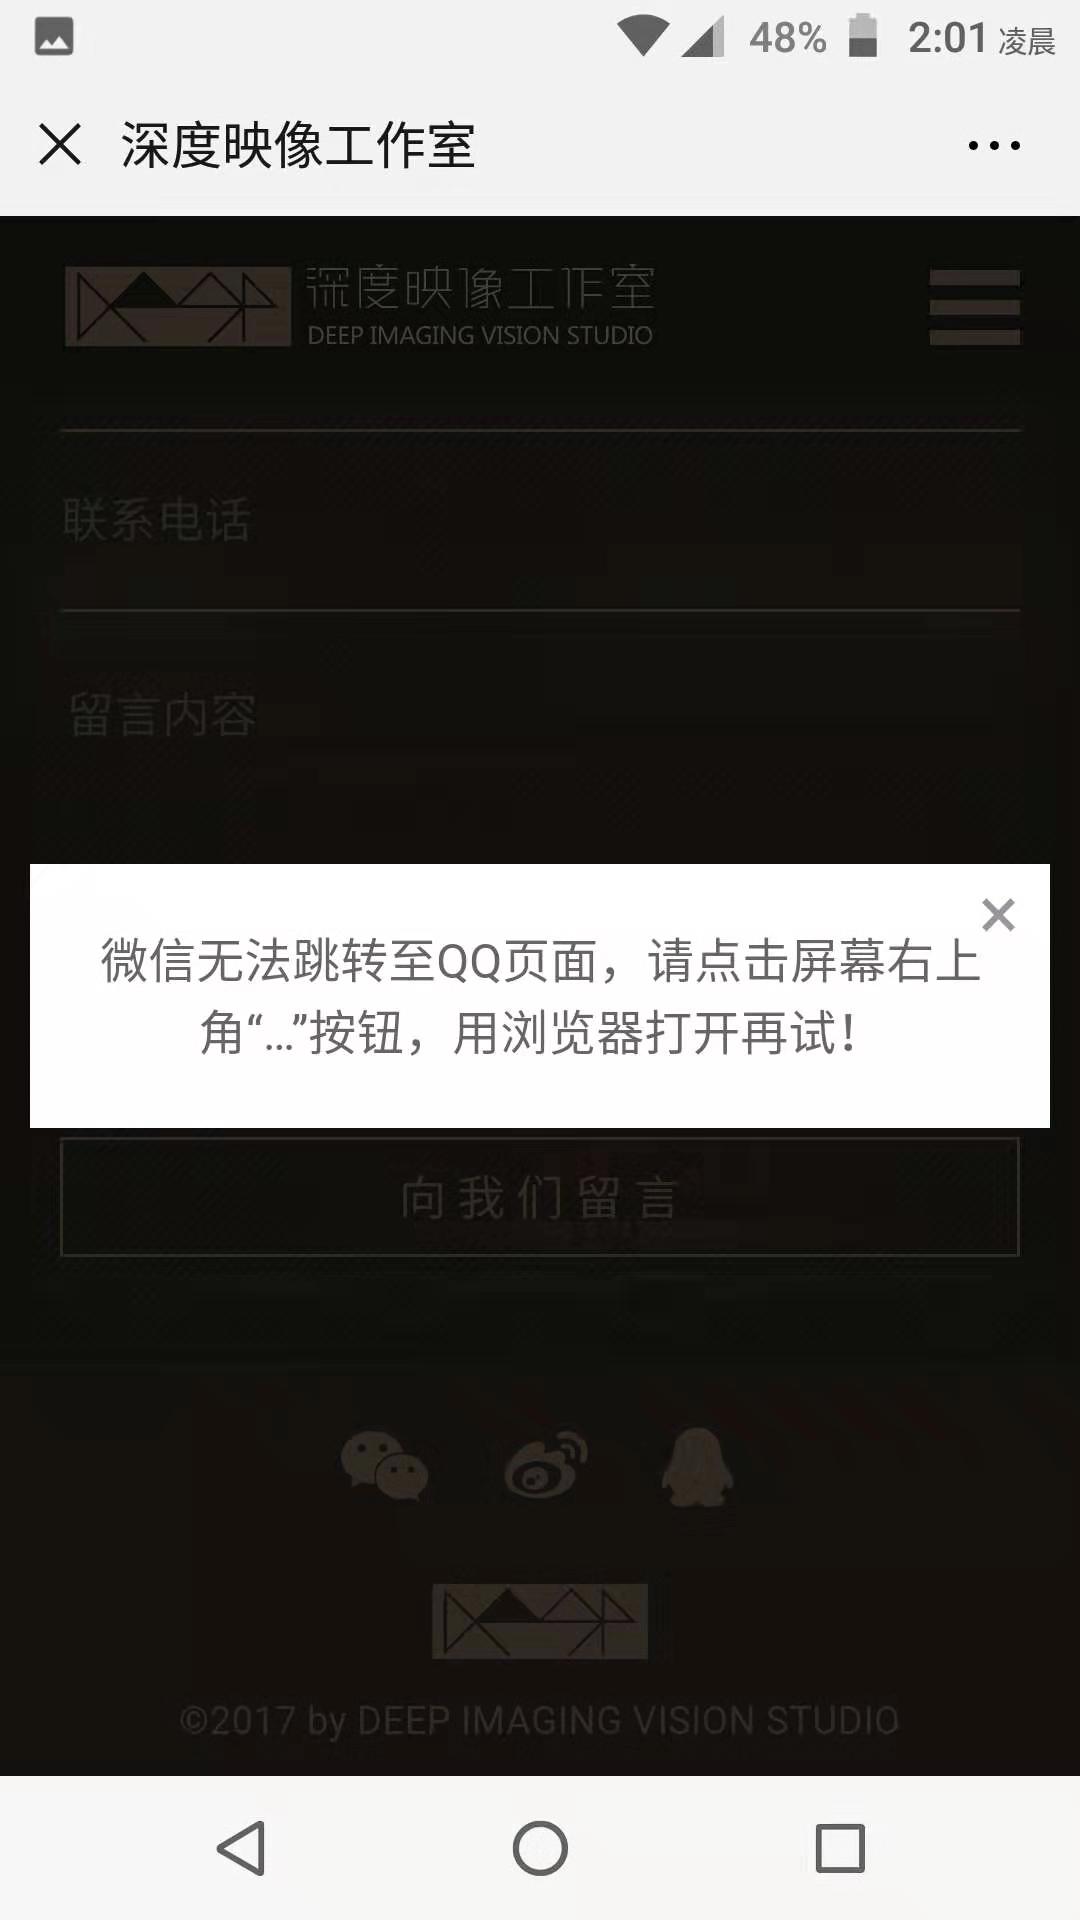 48% 2:01 凌晨
深度映像工作室
深度映像工作室
DEEP IMAGING VISION STUDIO
联系电话
留言内容
微信无法跳转至QQ页面，请点击屏幕右上
角“...”按钮，用浏览器打开再试！
向我们留言
©2017 by DEEP IMAGING VISION STUDIO